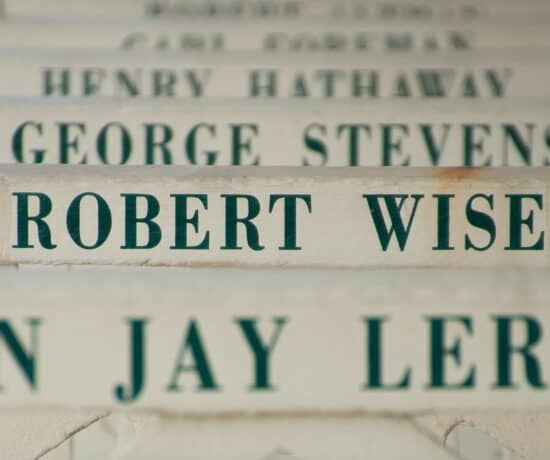 CARL FOREMAN
HENRY HATHAWAY
GEORGE STEVENS
ROBERT WISE
N JAY LER